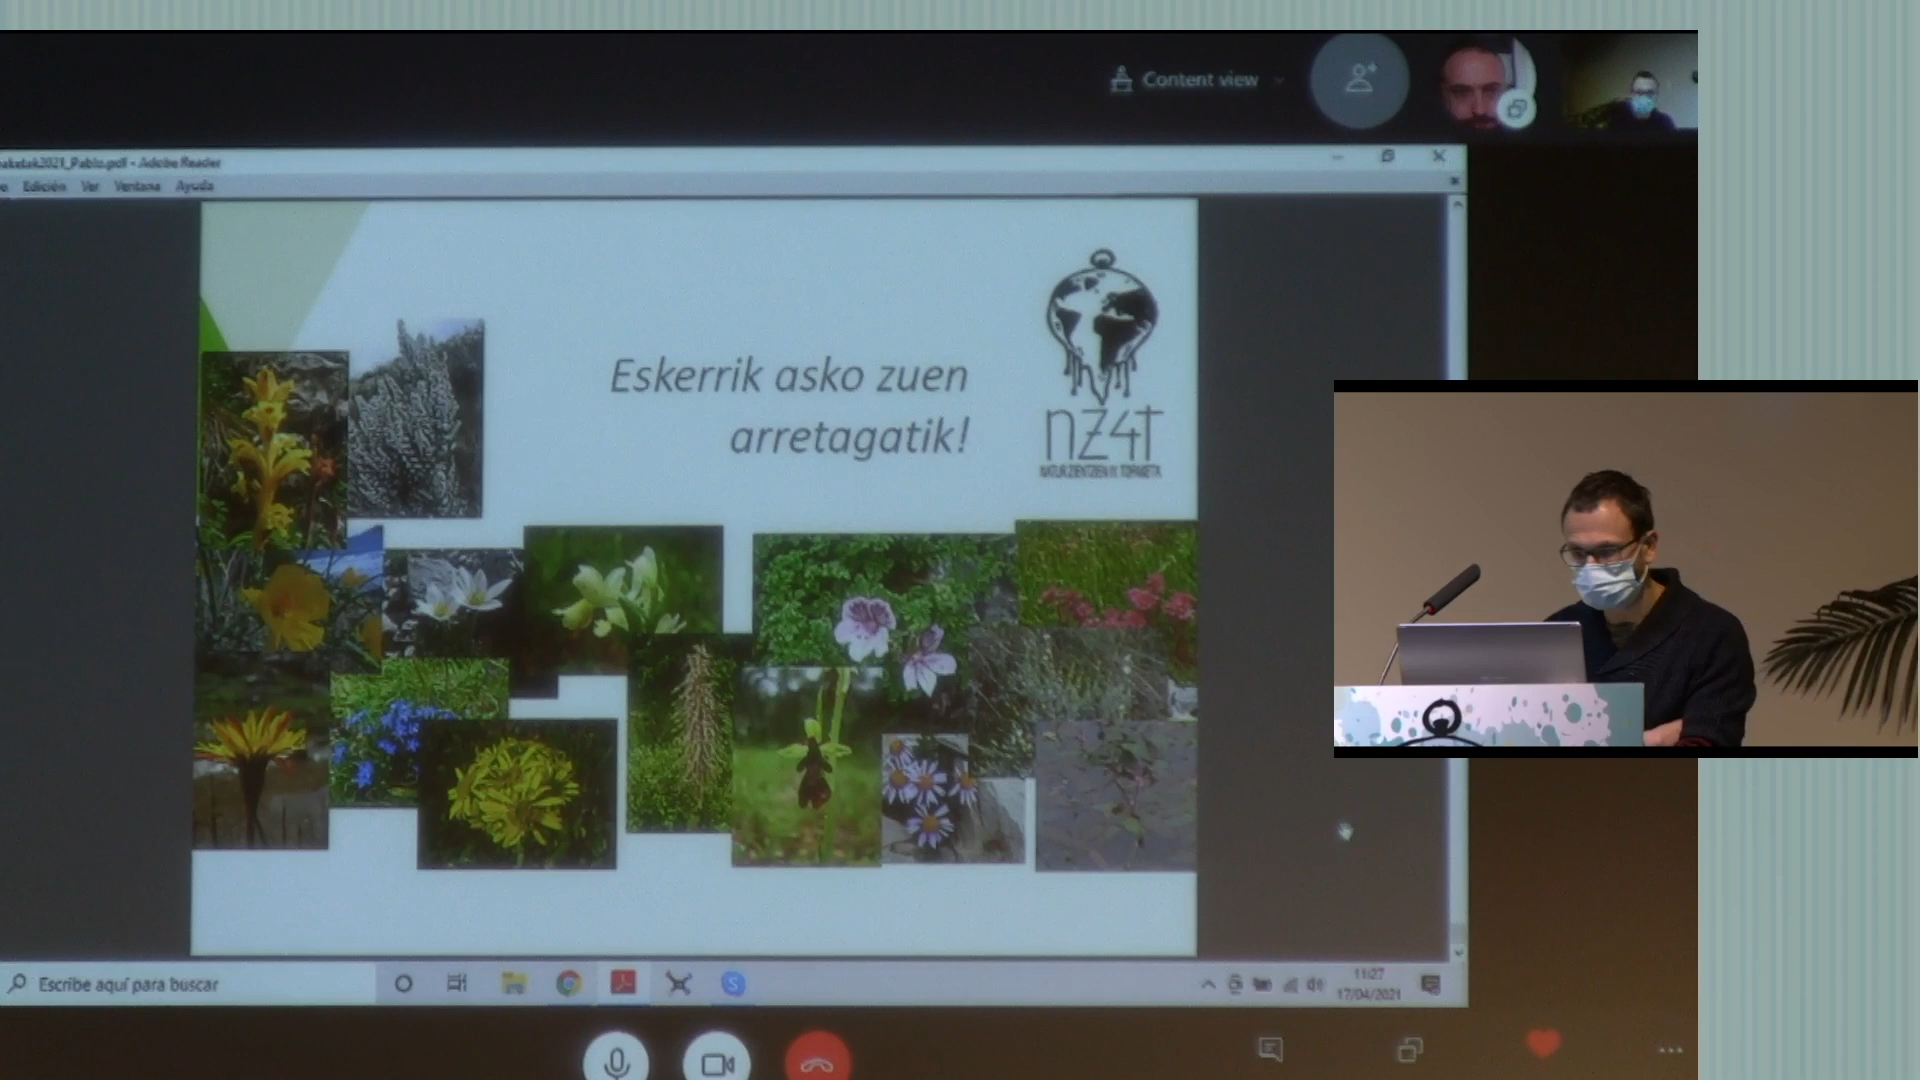 Content view
aketak2021_Pablo.pdf - Adobe Reader
Edición Ver Ventana Ayuda
Eskerrik asko zuen
arretagatik!
nz4t
NATUR ZIENTZIEN IV. TOPAKETA
Escribe aquí para buscar
11:27
17/04/2021